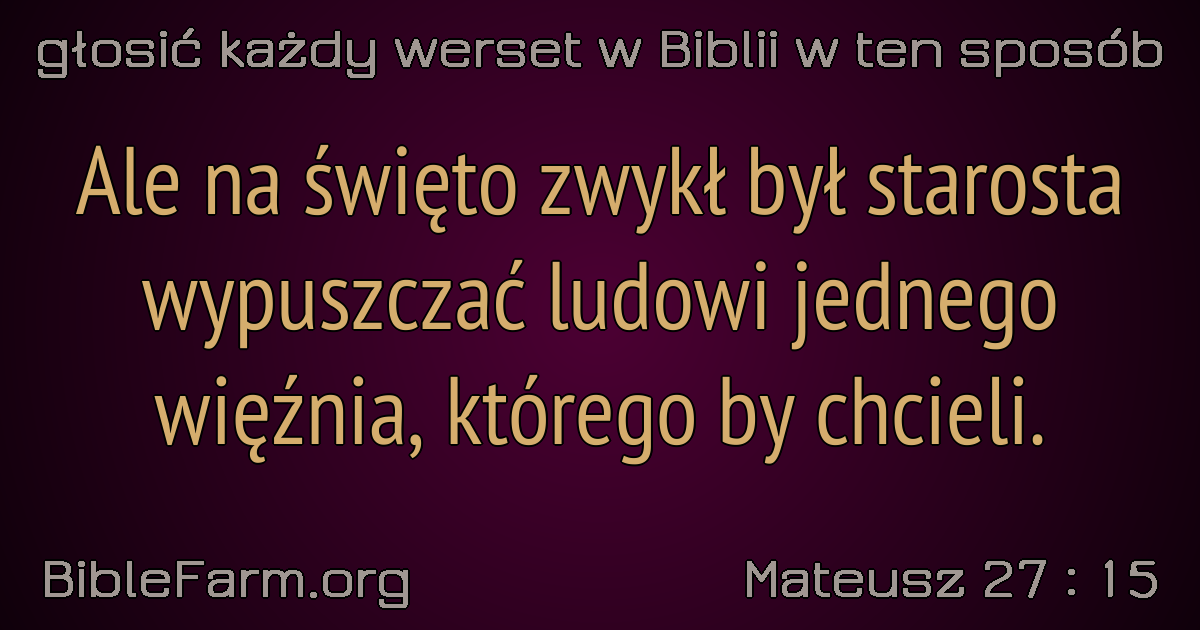 głosić każdy werset w Biblii w ten sposób
Ale na święto zwykł był starosta
wypuszczać ludowi jednego
więźnia, którego by chcieli.
BibleFarm.org
Mateusz 27 : 15